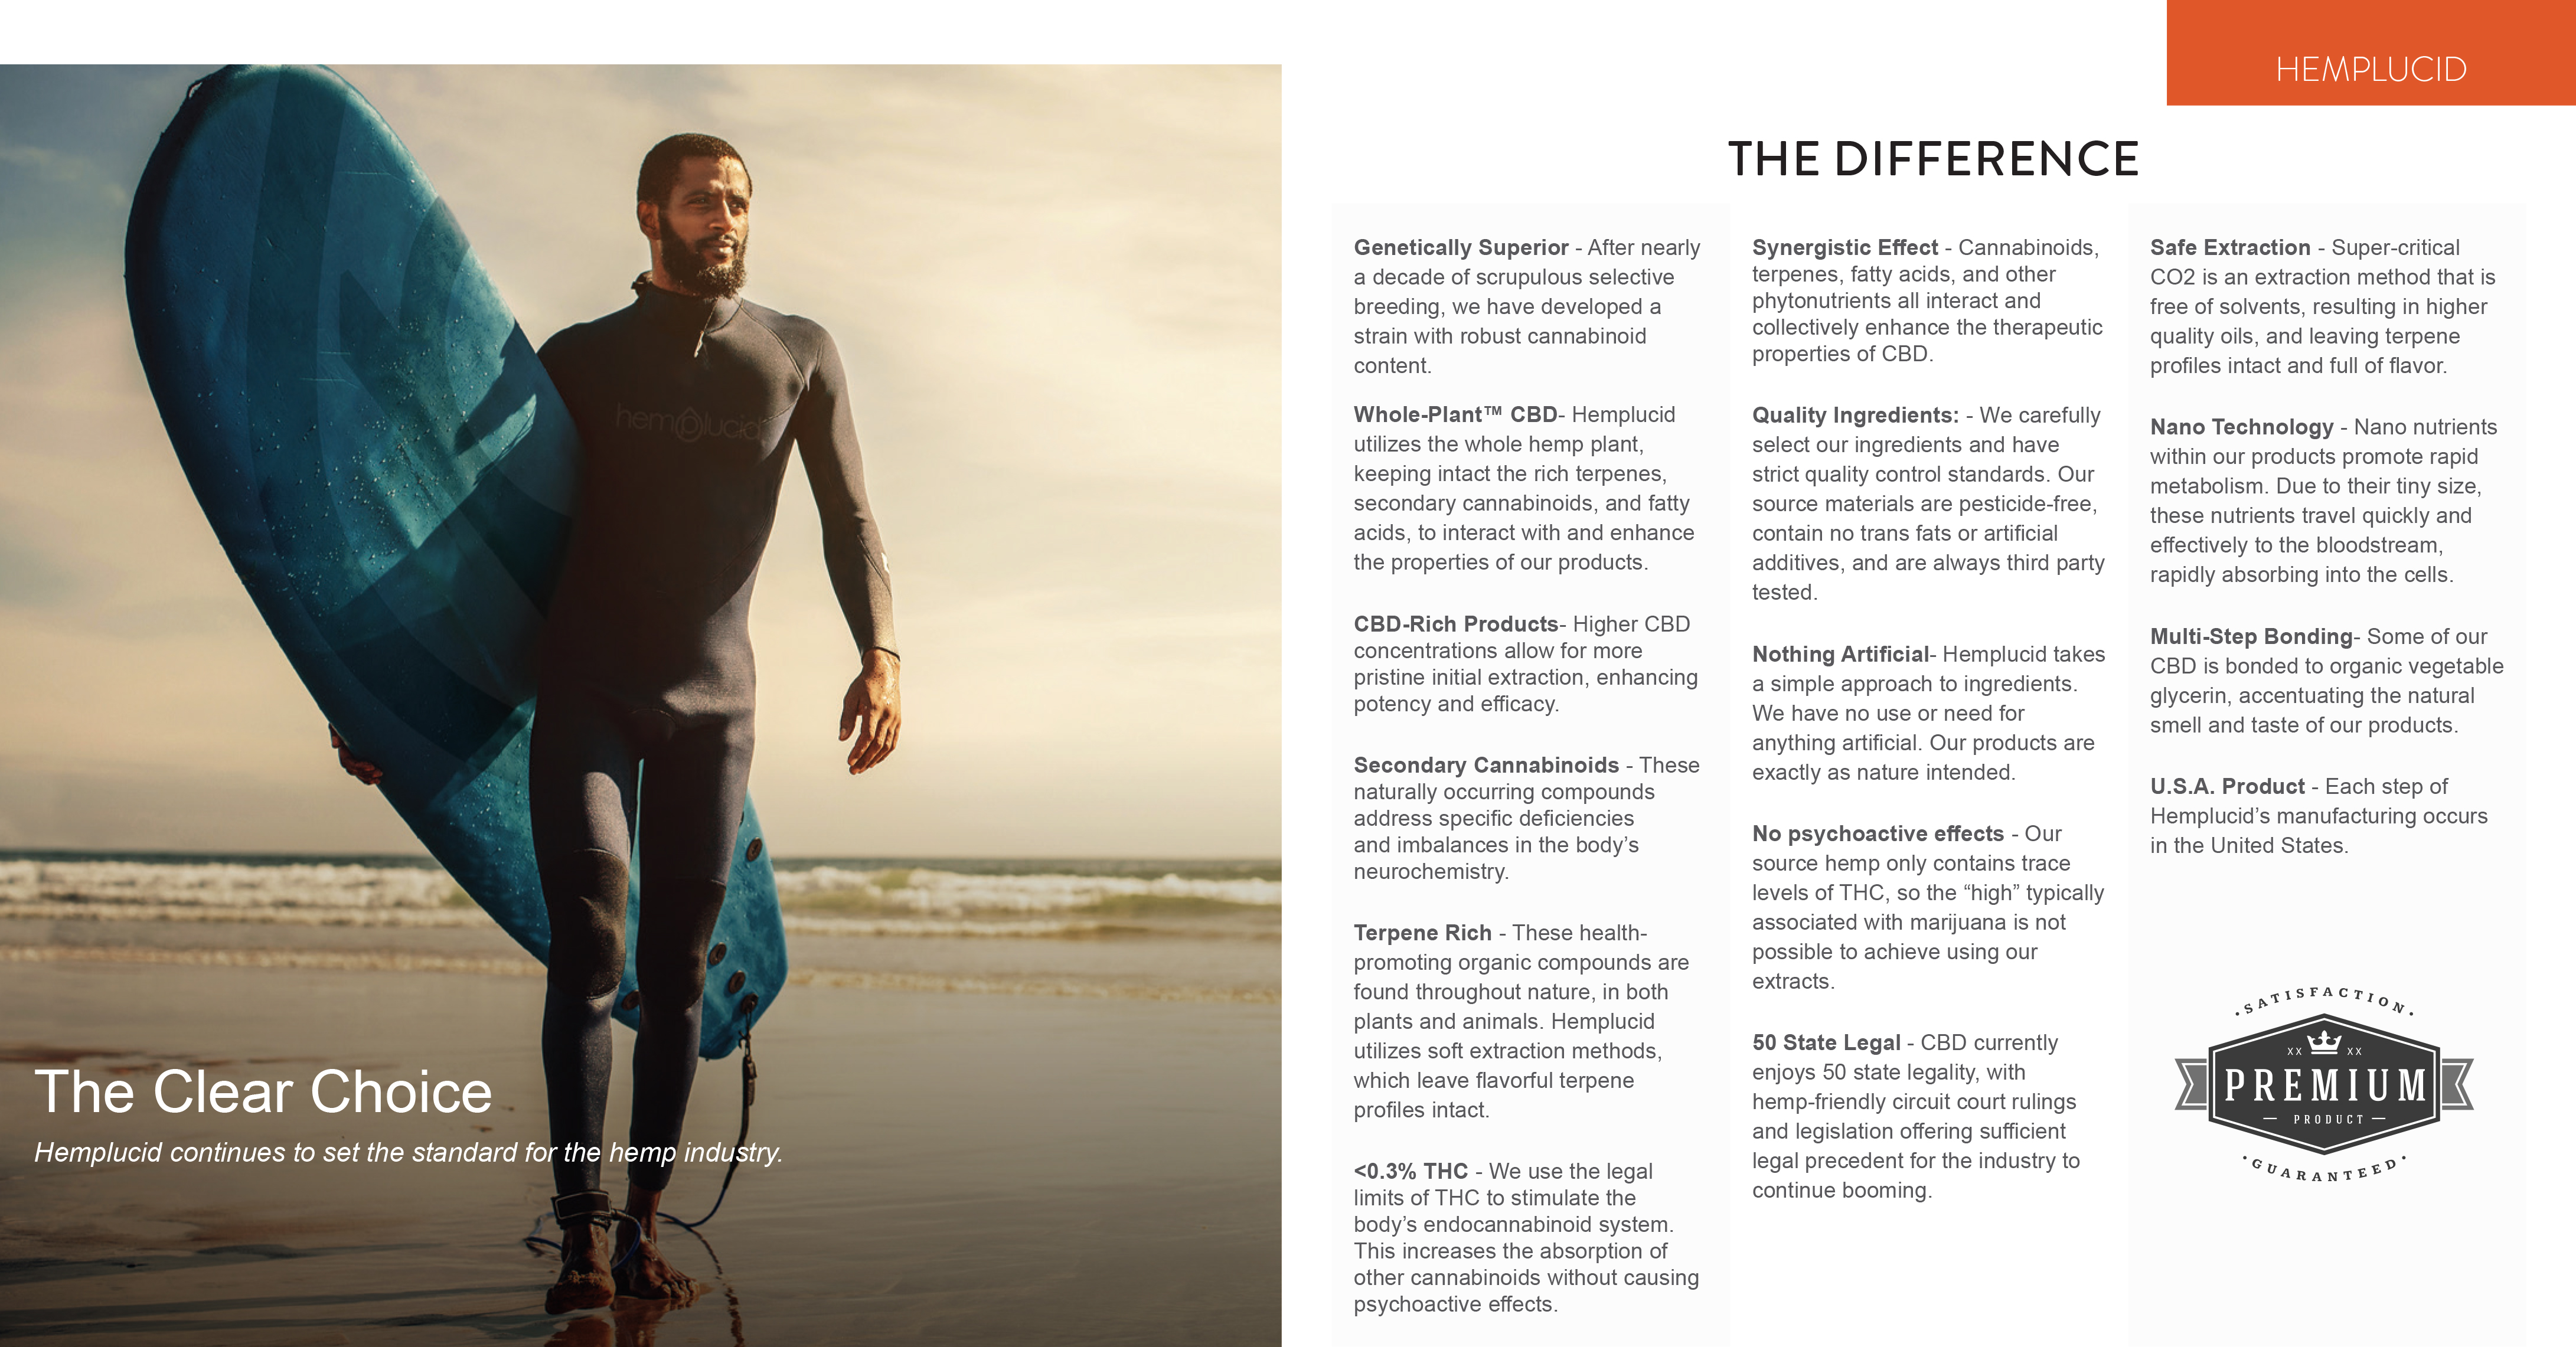 HEMPLUCID
THE DIFFERENCE
hemplucid
The Clear Choice
Hemplucid continues to set the standard for the hemp industry.
Genetically Superior - After nearly
a decade of scrupulous selective
breeding, we have developed a
strain with robust cannabinoid
content.
Whole-Plant™ CBD- Hemplucid
utilizes the whole hemp plant,
keeping intact the rich terpenes,
secondary cannabinoids, and fatty
acids, to interact with and enhance
the properties of our products.
CBD-Rich Products- Higher CBD
concentrations allow for more
pristine initial extraction, enhancing
potency and efficacy.
Secondary Cannabinoids - These
naturally occurring compounds
address specific deficiencies
and imbalances in the body’s
neurochemistry.
Terpene Rich - These health-
promoting organic compounds are
found throughout nature, in both
plants and animals. Hemplucid
utilizes soft extraction methods,
which leave flavorful terpene
profiles intact.
<0.3% THC - We use the legal
limits of THC to stimulate the
body’s endocannabinoid system.
This increases the absorption of
other cannabinoids without causing
psychoactive effects.
Synergistic Effect - Cannabinoids,
terpenes, fatty acids, and other
phytonutrients all interact and
collectively enhance the therapeutic
properties of CBD.
Quality Ingredients: - We carefully
select our ingredients and have
strict quality control standards. Our
source materials are pesticide-free,
contain no trans fats or artificial
additives, and are always third party
tested.
Nothing Artificial- Hemplucid takes
a simple approach to ingredients.
We have no use or need for
anything artificial. Our products are
exactly as nature intended.
No psychoactive effects - Our
source hemp only contains trace
levels of THC, so the “high” typically
associated with marijuana is not
possible to achieve using our
extracts.
50 State Legal - CBD currently
enjoys 50 state legality, with
hemp-friendly circuit court rulings
and legislation offering sufficient
legal precedent for the industry to
continue booming.
Safe Extraction - Super-critical
CO2 is an extraction method that is
free of solvents, resulting in higher
quality oils, and leaving terpene
profiles intact and full of flavor.
Nano Technology - Nano nutrients
within our products promote rapid
metabolism. Due to their tiny size,
these nutrients travel quickly and
effectively to the bloodstream,
rapidly absorbing into the cells.
Multi-Step Bonding- Some of our
CBD is bonded to organic vegetable
glycerin, accentuating the natural
smell and taste of our products.
U.S.A. Product - Each step of
Hemplucid’s manufacturing occurs
in the United States.
• SATISFACTION •
XX XX
PREMIUM
— PRODUCT —
• GUARANTEED •